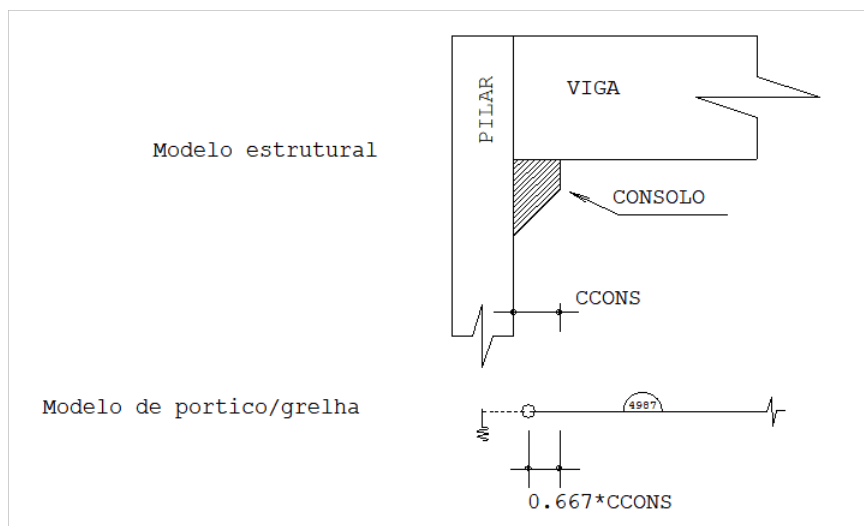 VIGA
PILAR
Modelo estrutural
CONSOLO
CCONS
Modelo de portico/grelha
4987
0.667*CCONS